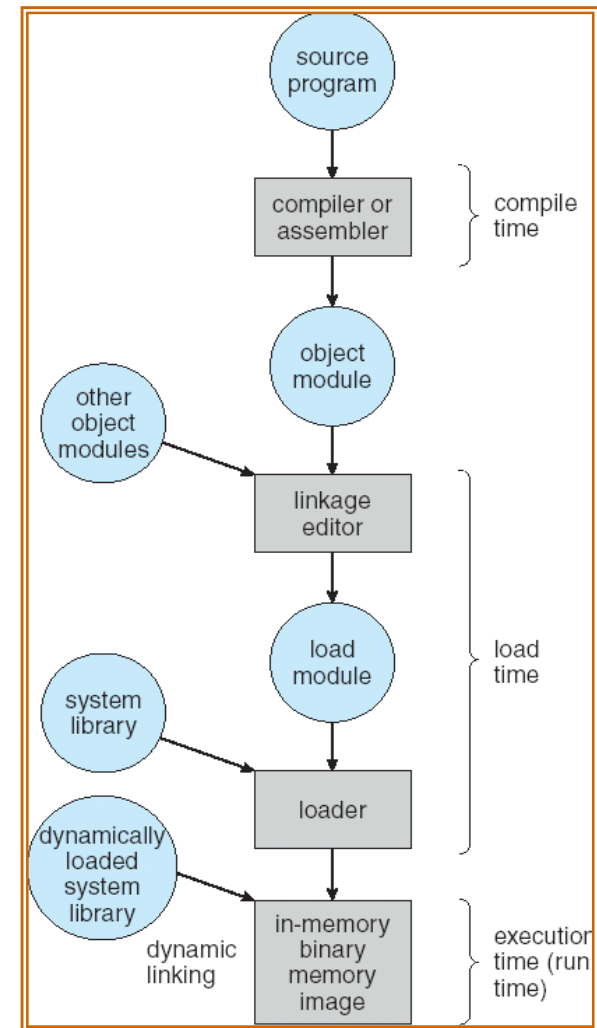 source
program
compiler or
assembler
compile
time
object
module
other
object
modules
linkage
editor
load
module
load
time
system
library
loader
dynamically
loaded
system
library
dynamic
linking
in-memory
binary
memory
image
execution
time (run
time)